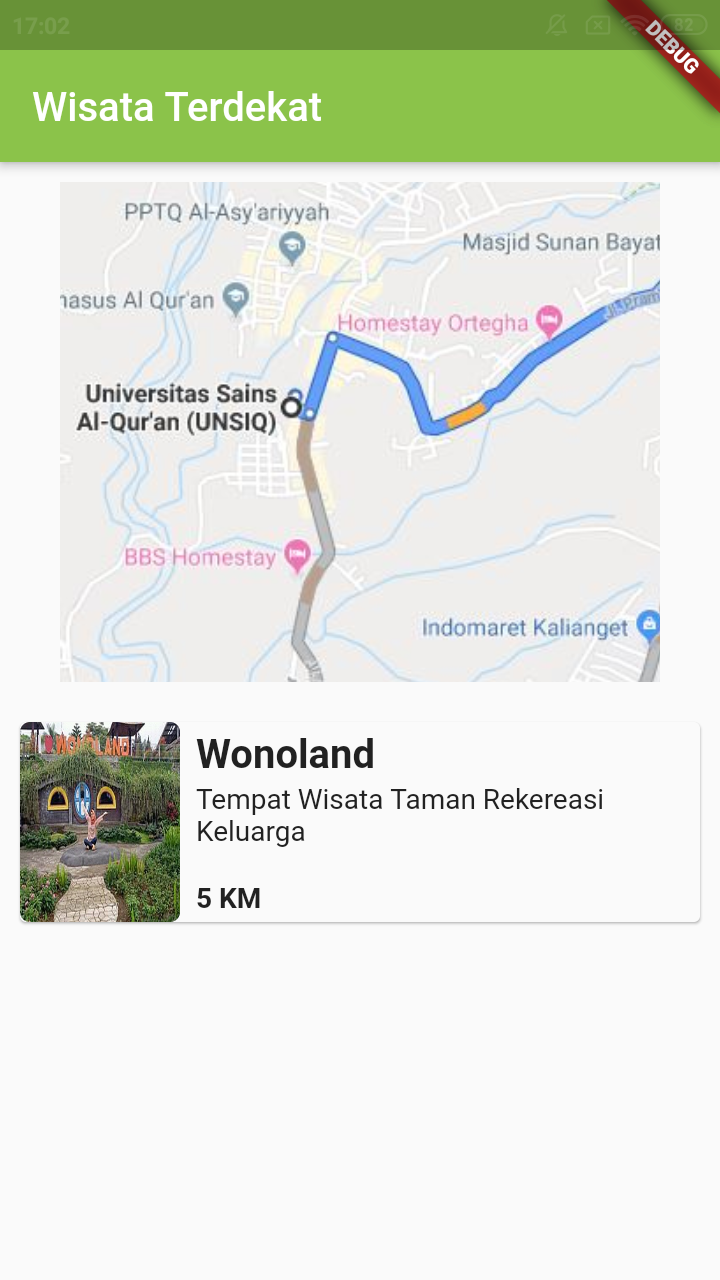 17:02
82
DEBUG
Wisata Terdekat
PPTQ Al-Asy'ariyyah
Masjid Sunan Bayat
hasus Al Qur'an
Homestay Ortegha
Jl. Pram
Universitas Sains
Al-Qur'an (UNSIQ)
BBS Homestay
Indomaret Kalianget
WONOLAND
Wonoland
Tempat Wisata Taman Rekereasi
Keluarga
5 KM